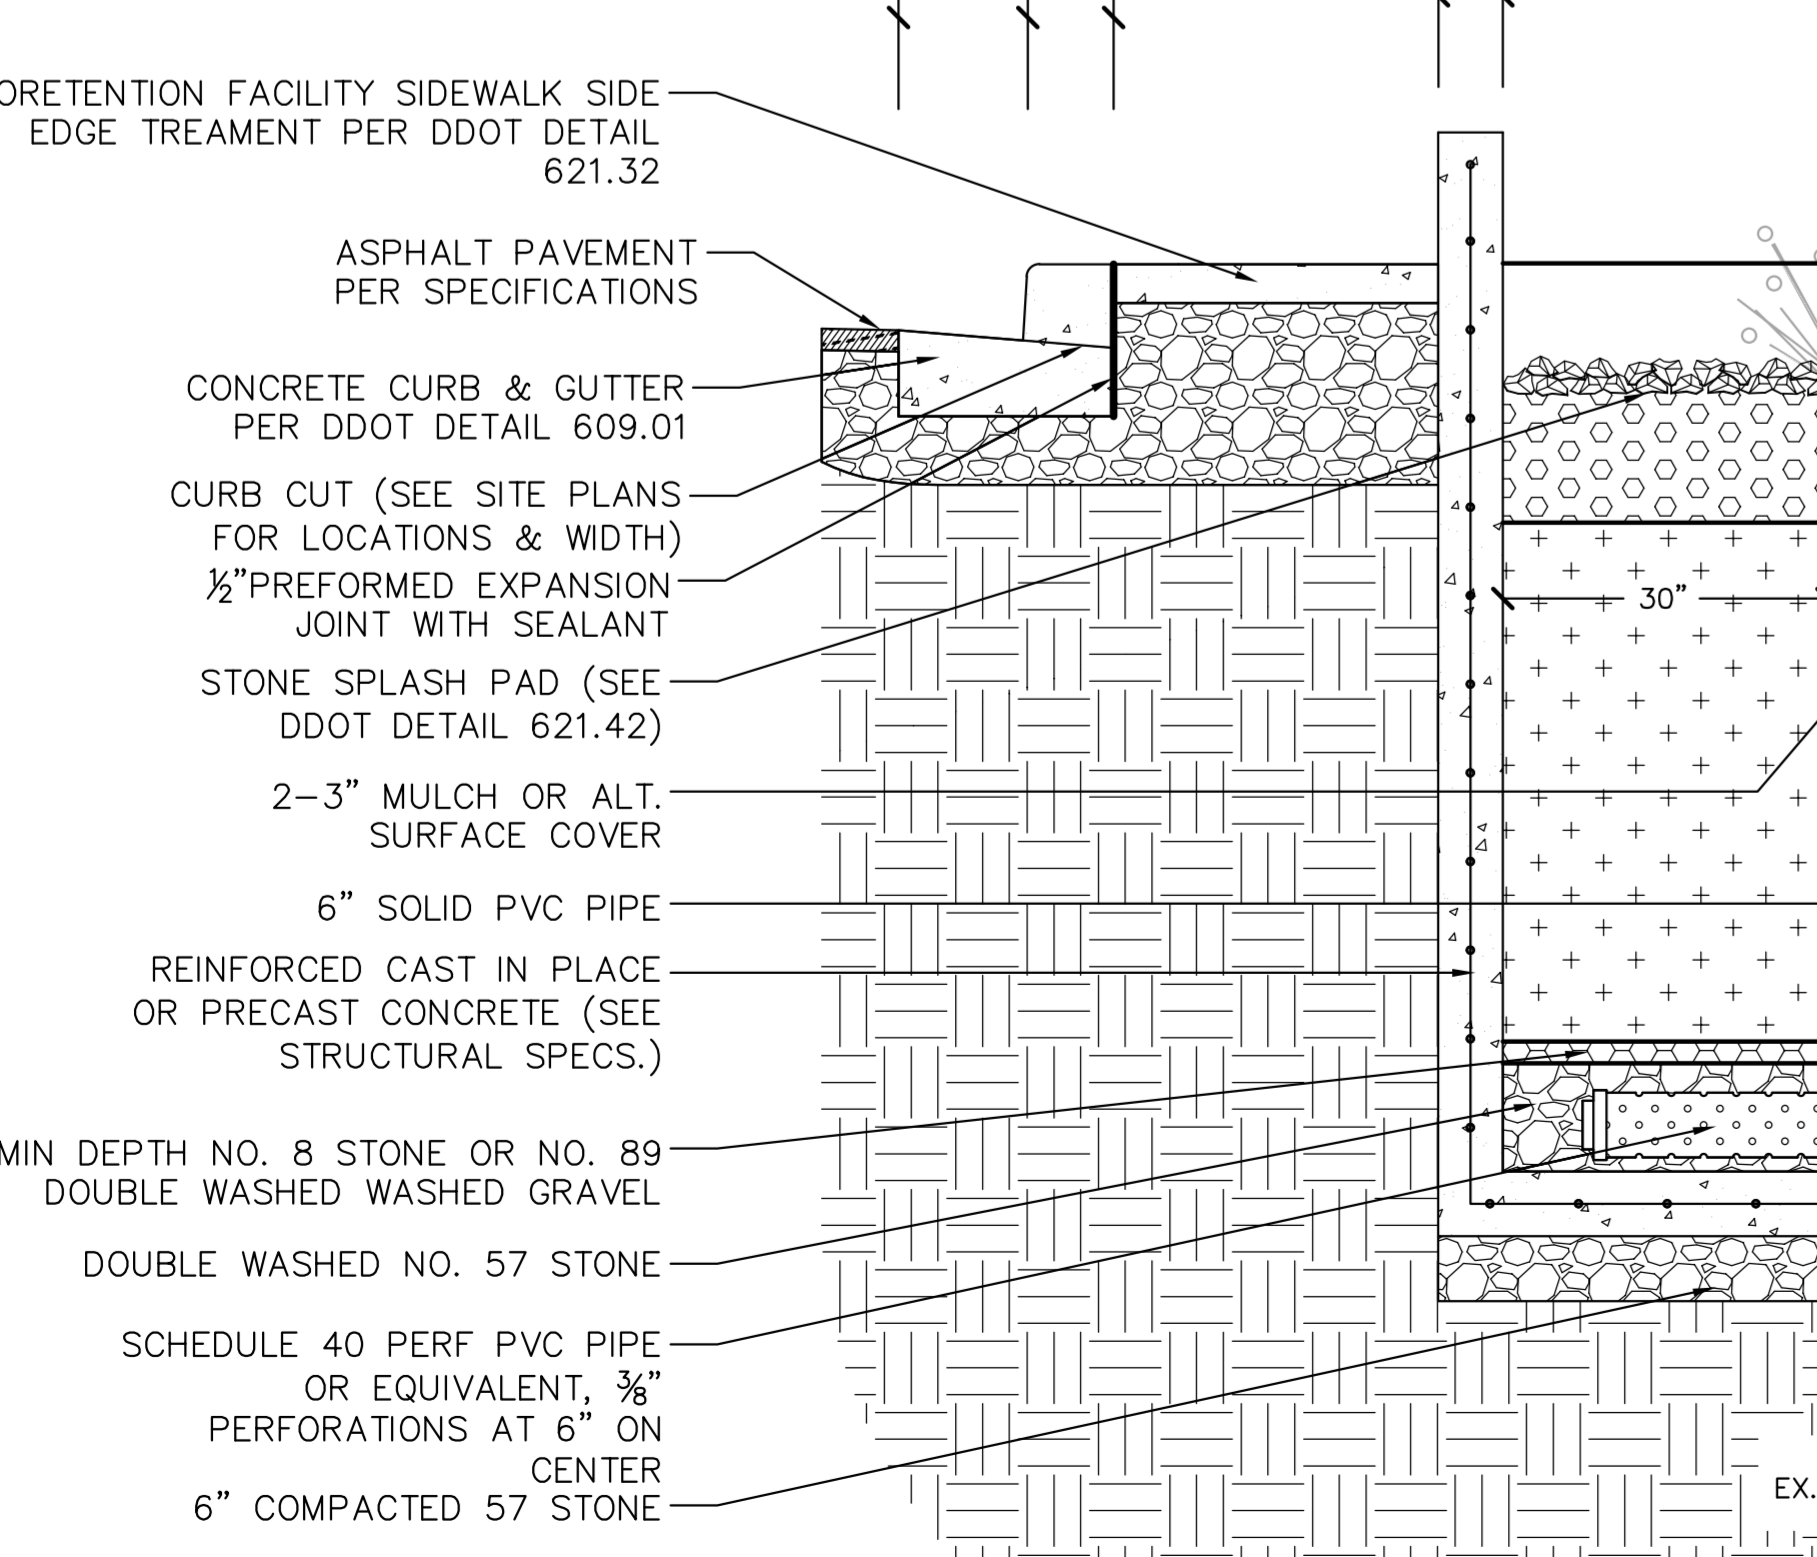 ORETENTION FACILITY SIDEWALK SIDE
EDGE TREAMENT PER DDOT DETAIL
621.32
ASPHALT PAVEMENT
PER SPECIFICATIONS
CONCRETE CURB & GUTTER
PER DDOT DETAIL 609.01
CURB CUT (SEE SITE PLANS
FOR LOCATIONS & WIDTH)
½"PREFORMED EXPANSION
JOINT WITH SEALANT
30"
STONE SPLASH PAD (SEE
DDOT DETAIL 621.42)
2-3" MULCH OR ALT.
SURFACE COVER
6" SOLID PVC PIPE
REINFORCED CAST IN PLACE
OR PRECAST CONCRETE (SEE
STRUCTURAL SPECS.)
MIN DEPTH NO. 8 STONE OR NO. 89
DOUBLE WASHED WASHED GRAVEL
DOUBLE WASHED NO. 57 STONE
SCHEDULE 40 PERF PVC PIPE
OR EQUIVALENT, ⅜"
PERFORATIONS AT 6" ON
CENTER
6" COMPACTED 57 STONE
EX.